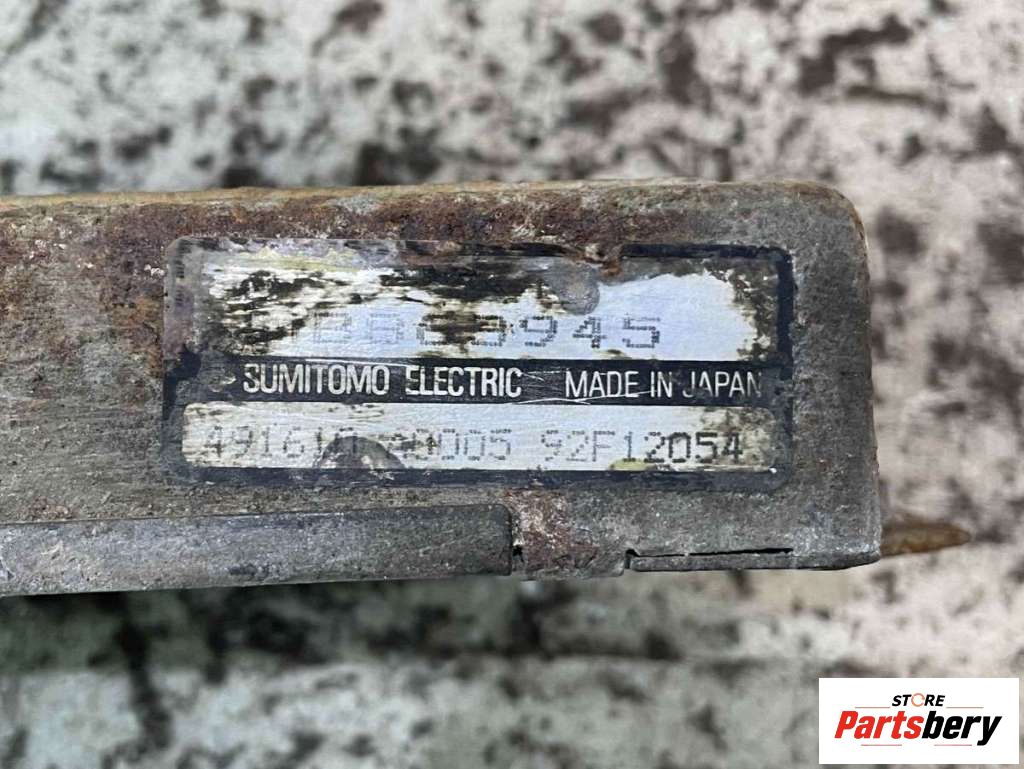 SUMITOMO ELECTRIC MADE IN JAPAN
92F12054
STORE
Partsbery